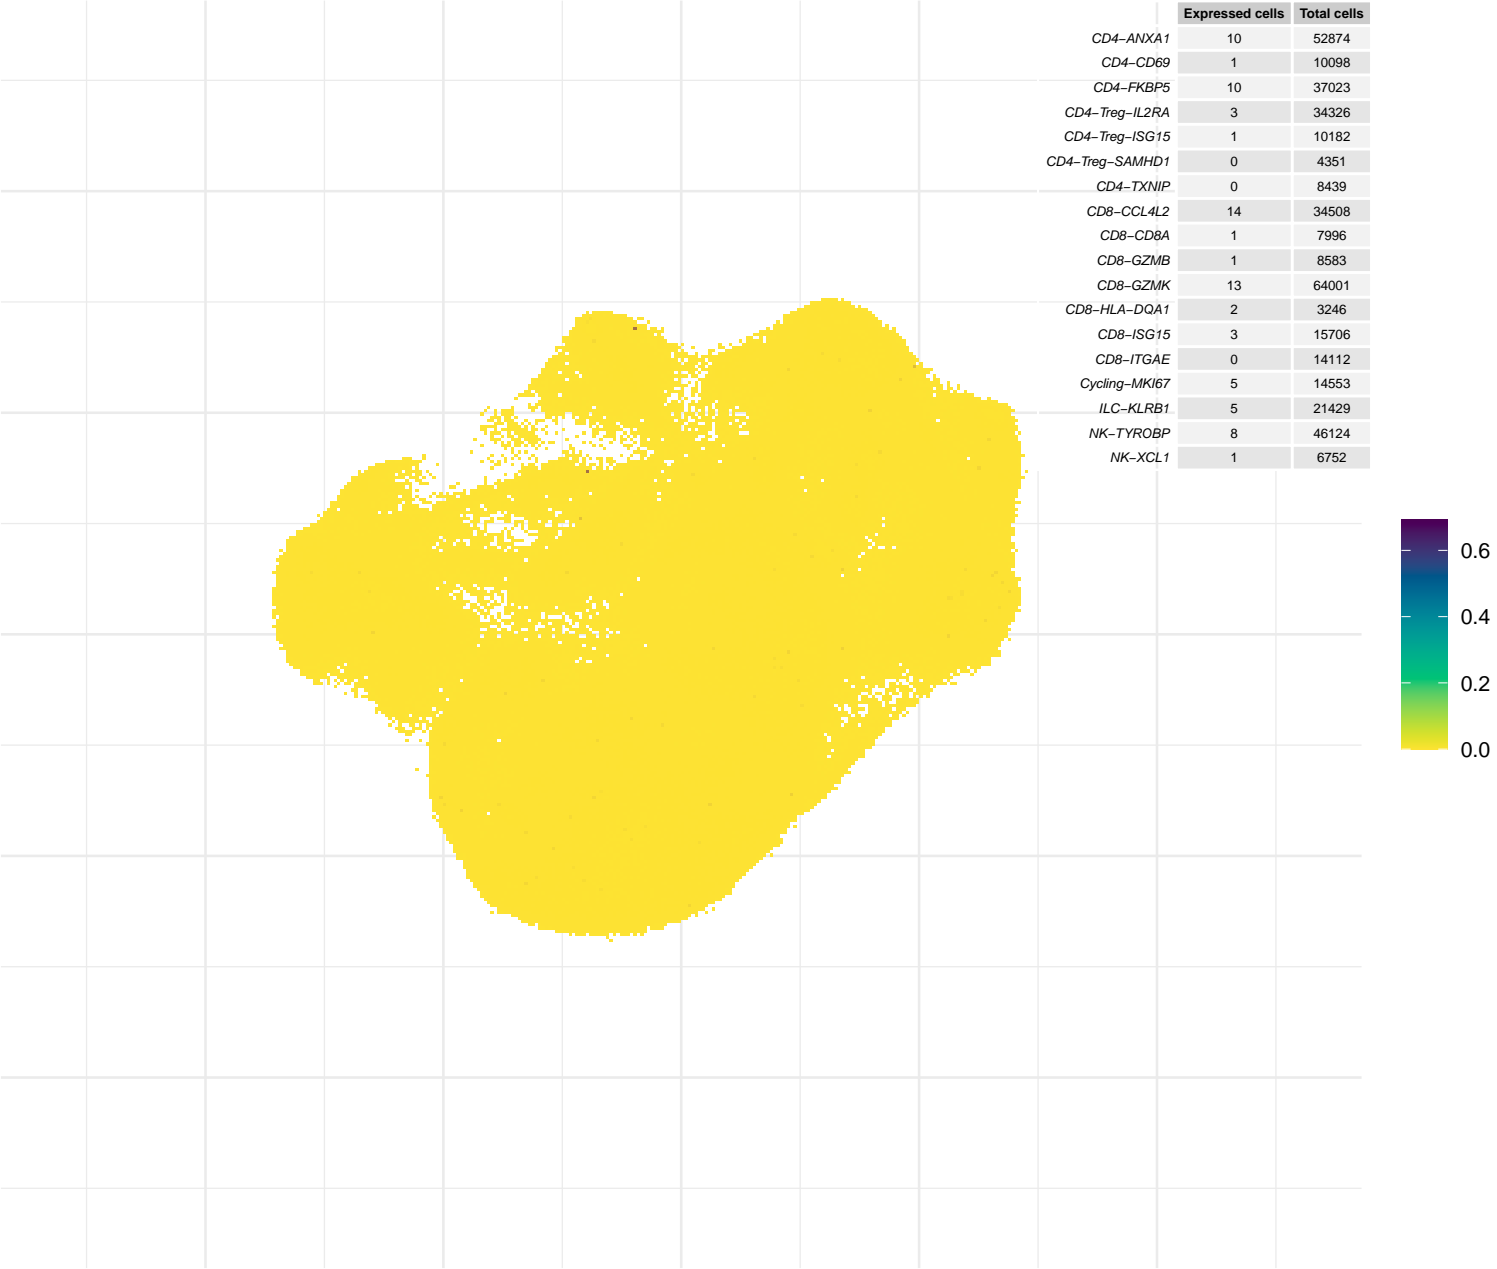 Expressed cells Total cells
CD4−ANXA1 10 52874
CD4−CD69 1 10098
CD4−FKBP5 10 37023
CD4−Treg−IL2RA 3 34326
CD4−Treg−ISG15 1 10182
CD4−Treg−SAMHD1 0 4351
CD4−TXNIP 0 8439
CD8−CCL4L2 14 34508
CD8−CD8A 1 7996
CD8−GZMB 1 8583
CD8−GZMK 13 64001
CD8−HLA−DQA1 2 3246
CD8−ISG15 3 15706
CD8−ITGAE 0 14112
Cycling−MKI67 5 14553
ILC−KLRB1 5 21429
NK−TYROBP 8 46124
NK−XCL1 1 6752
0.6
0.4
0.2
0.0